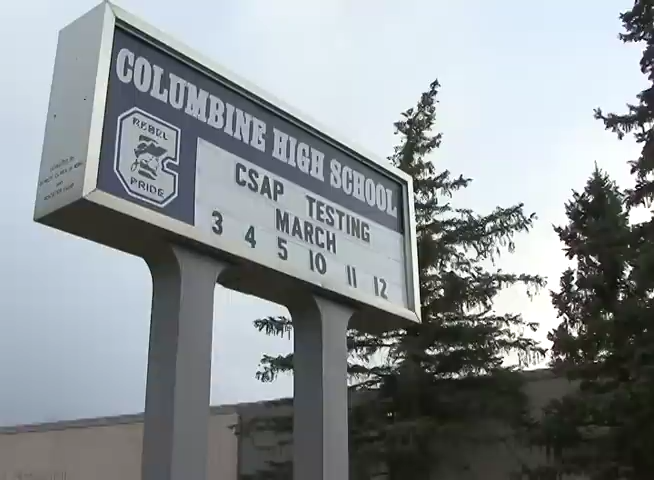 COLUMBINE HIGH SCHOOL
REBEL
PRIDE
CSAP TESTING
MARCH
3 4 5 10 11 12